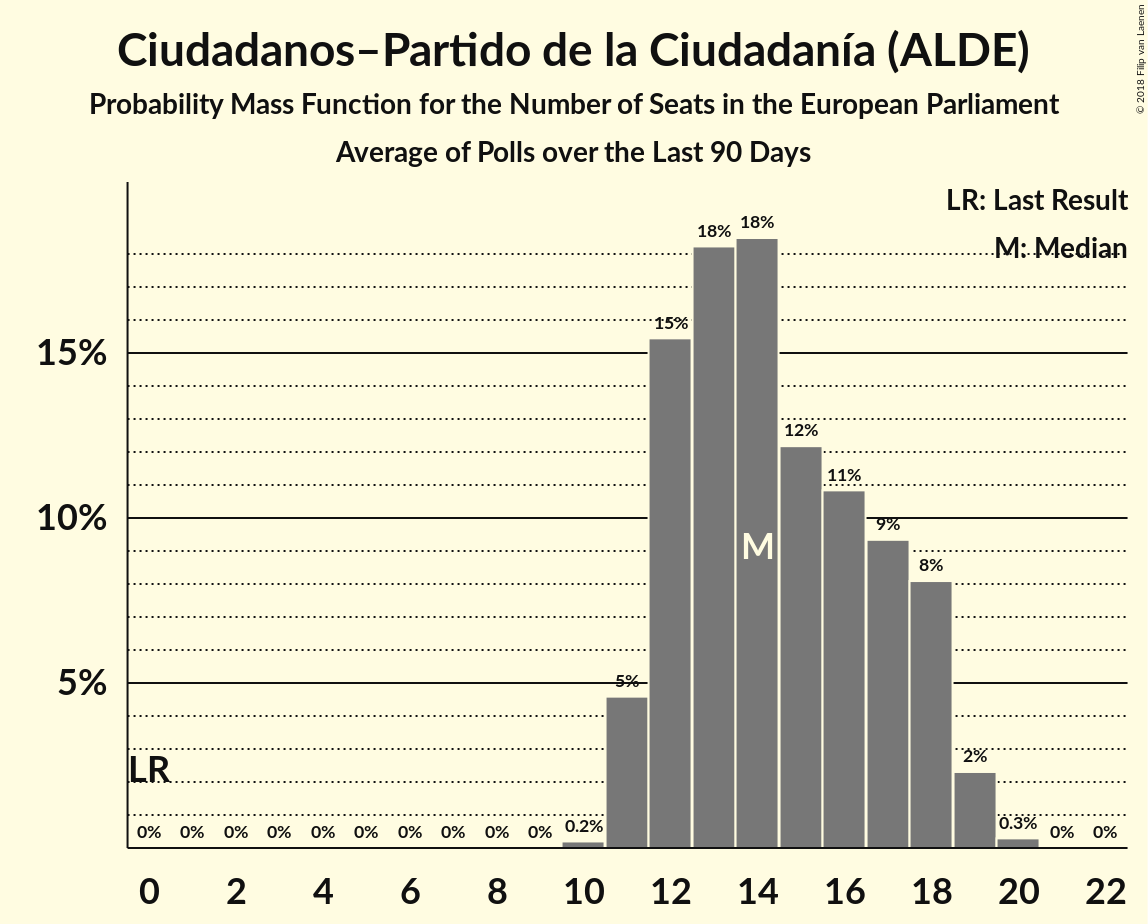 Ciudadanos–Partido de la Ciudadanía (ALDE)
Probability Mass Function for the Number of Seats in the European Parliament
Average of Polls over the Last 90 Days
© 2018 Filip van Laenen
LR: Last Result
M: Median
15%
10%
5%
LR
M
0% 0% 0% 0% 0% 0% 0% 0% 0% 0% 0.2% 5% 15% 18% 18% 12% 11% 9% 8% 2% 0.3% 0% 0%
0 2 4 6 8 10 12 14 16 18 20 22